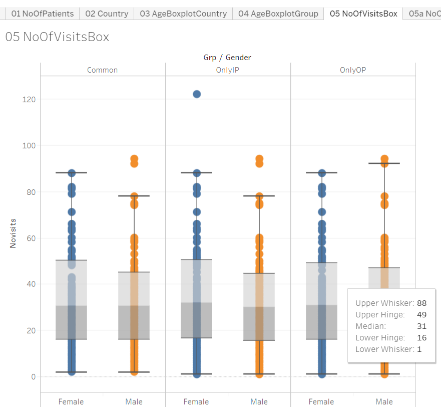 01 NoOfPatients 02 Country 03 AgeBoxplotCountry 04 AgeBoxplotGroup 05 NoOfVisitsBox 05a NoO
05 NoOfVisitsBox
Grp / Gender
Common OnlyIP OnlyOP
120
100
80
60
40
20
0
Novisits
Upper Whisker: 88
Upper Hinge: 49
Median: 31
Lower Hinge: 16
Lower Whisker: 1
Female Male Female Male Female Male